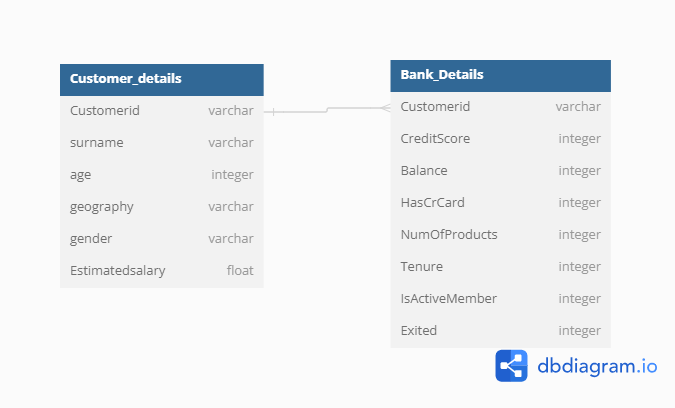 Customer_details
Customerid varchar
surname varchar
age integer
geography varchar
gender varchar
Estimatedsalary float
Bank_Details
Customerid varchar
CreditScore integer
Balance integer
HasCrCard integer
NumOfProducts integer
Tenure integer
IsActiveMember integer
Exited integer
dbdiagram.io